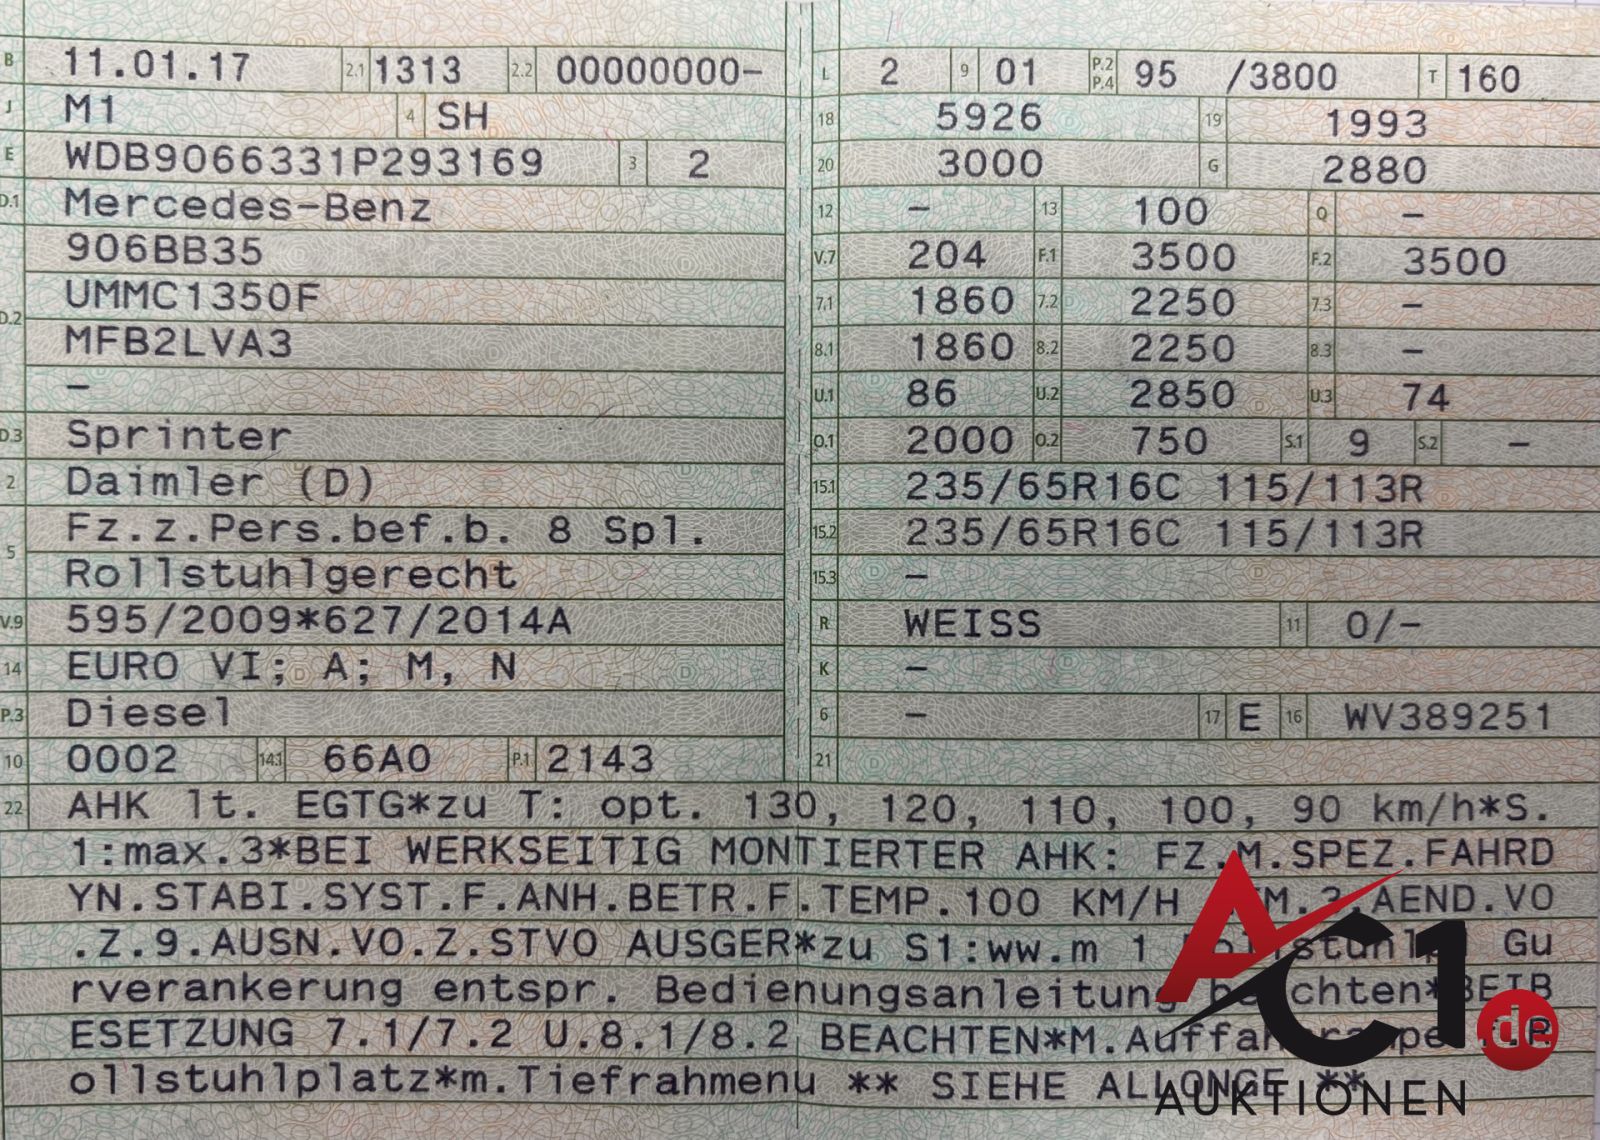 B 11.01.17 2.1 1313 2.2 00000000-
J M1 4 SH
E WDB9066331P293169 3 2
D.1 Mercedes-Benz
906BB35
D.2 UMMC1350F
MFB2LVA3
-
D.3 Sprinter
2 Daimler (D)
5 Fz.z.Pers.bef.b. 8 Spl.
Rollstuhlgerecht
V.9 595/2009*627/2014A
14 EURO VI; A; M, N
P.3 Diesel
10 0002 14.1 66A0 P.1 2143
L 2 9 01 P.2 P.4 95 /3800 T 160
18 5926 19 1993
20 3000 G 2880
12 - 13 100 Q -
V.7 204 F.1 3500 F.2 3500
7.1 1860 7.2 2250 7.3 -
8.1 1860 8.2 2250 8.3 -
U.1 86 U.2 2850 U.3 74
O.1 2000 O.2 750 S.1 9 S.2 -
15.1 235/65R16C 115/113R
15.2 235/65R16C 115/113R
15.3 -
R WEISS 11 0/-
K -
6 - 17 E 16 WV389251
21
22 AHK lt. EGTG*zu T: opt. 130, 120, 110, 100, 90 km/h*S.
1:max.3*BEI WERKSEITIG MONTIERTER AHK: FZ.M.SPEZ.FAHRD
YN.STABI.SYST.F.ANH.BETR.F.TEMP.100 KM/H M.3.AEND.VO
.Z.9.AUSN.VO.Z.STVO AUSGER*zu S1:ww.m 1 Gu
rverankerung entspr. Bedienungsanleitung *BEIB
ESETZUNG 7.1/7.2 U.8.1/8.2 BEACHTEN*M.
ollstuhlplatz*m.Tiefrahmenu ** SIEHE ALLONGE **
AC1.de
AUKTIONEN